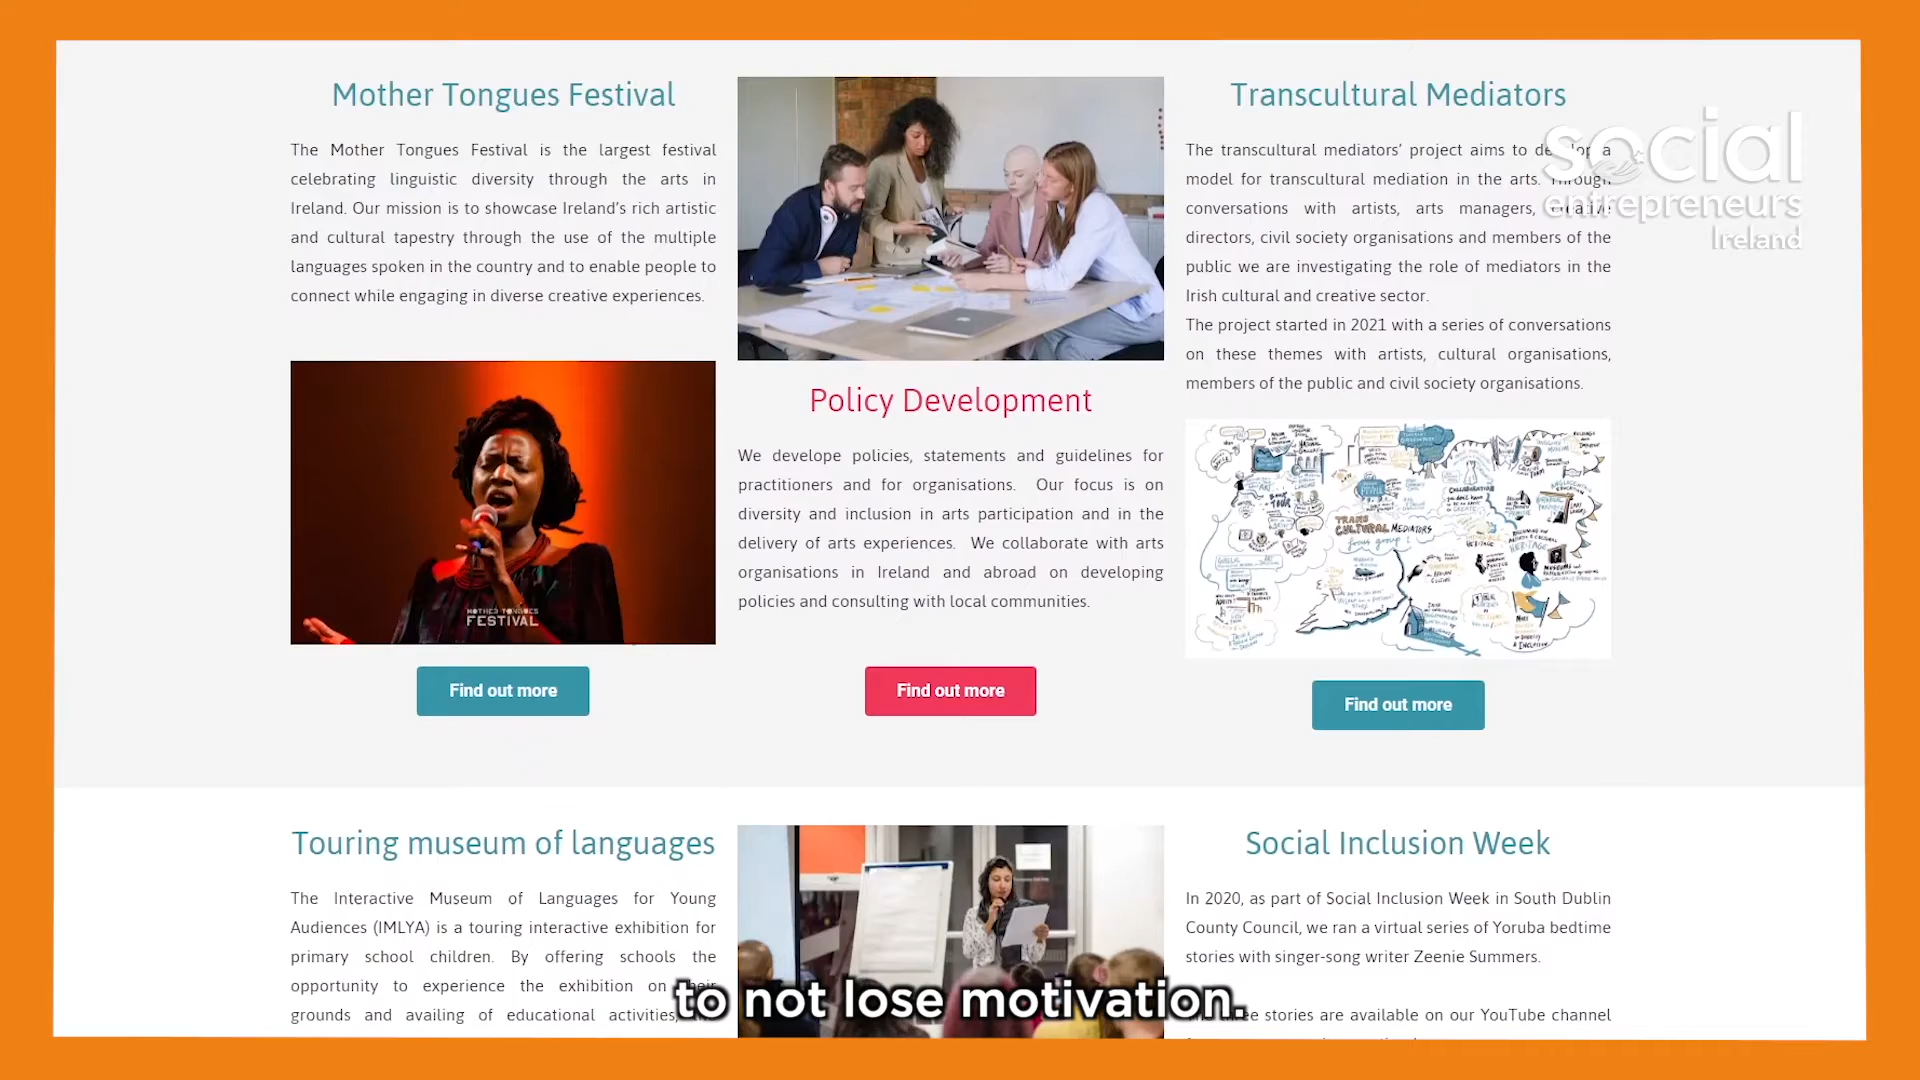 Mother Tongues Festival
The Mother Tongues Festival is the largest festival
celebrating linguistic diversity through the arts in
Ireland. Our mission is to showcase Ireland's rich artistic
and cultural tapestry through the use of the multiple
languages spoken in the country and to enable people to
connect while engaging in diverse creative experiences.
MOTHER TONGUES
FESTIVAL
Find out more
Policy Development
We develope policies, statements and guidelines for
practitioners and for organisations. Our focus is on
diversity and inclusion in arts participation and in the
delivery of arts experiences. We collaborate with arts
organisations in Ireland and abroad on developing
policies and consulting with local communities.
Find out more
Transcultural Mediators
The transcultural mediators' project aims to develop a
model for transcultural mediation in the arts. Through
conversations with artists, arts managers, creative
directors, civil society organisations and members of the
public we are investigating the role of mediators in the
Irish cultural and creative sector.
The project started in 2021 with a series of conversations
on these themes with artists, cultural organisations,
members of the public and civil society organisations.
TRANS
CULTURAL MEDIATORS
focus group
COLLABORATION
HERITAGE
Find out more
social
entrepreneurs
Ireland
Touring museum of languages
The Interactive Museum of Languages for Young
Audiences (IMLYA) is a touring interactive exhibition for
primary school children. By offering schools the
opportunity to experience the exhibition on their
grounds and availing of educational activities,
Social Inclusion Week
In 2020, as part of Social Inclusion Week in South Dublin
County Council, we ran a virtual series of Yoruba bedtime
stories with singer-song writer Zeenie Summers.
stories are available on our YouTube channel
to not lose motivation.